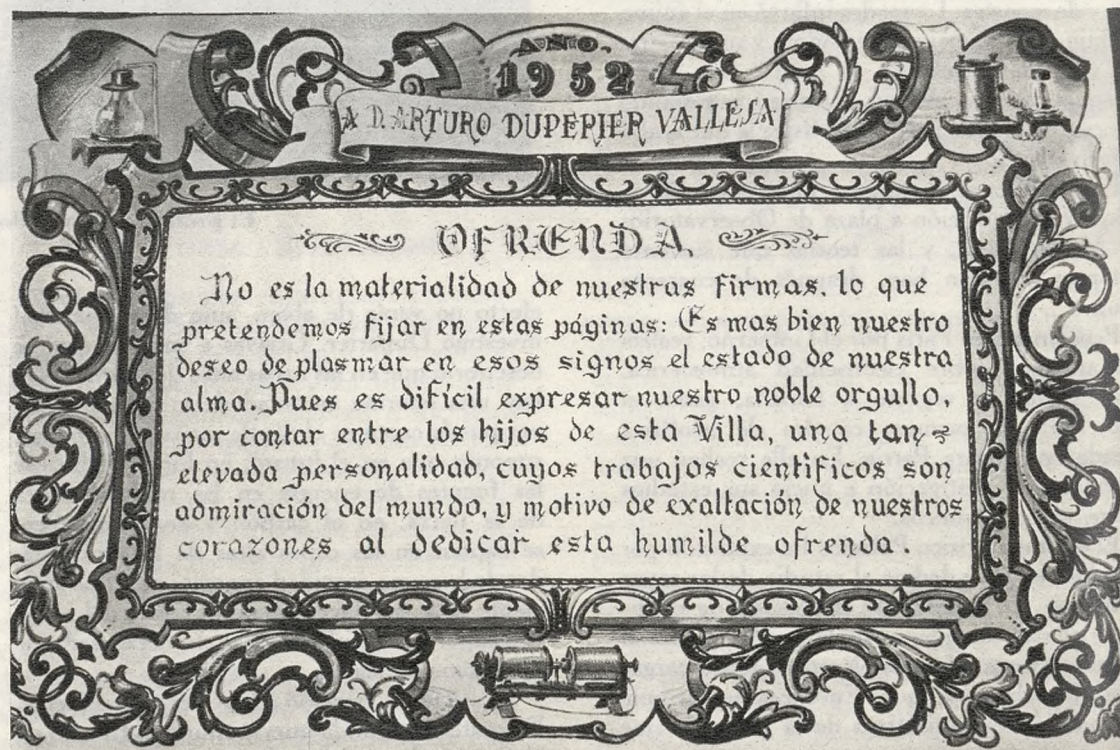 AÑO.
1952
A D. ARTURO DUPERIER VALLESA
OFRENDA
No es la materialidad de nuestras firmas, lo que
pretendemos fijar en estas páginas: Es mas bien nuestro
deseo de plasmar en esos signos el estado de nuestra
alma. Pues es difícil expresar nuestro noble orgullo,
por contar entre los hijos de esta Villa, una tan
elevada personalidad, cuyos trabajos científicos son
admiración del mundo, y motivo de exaltación de nuestros
corazones al dedicar esta humilde ofrenda.